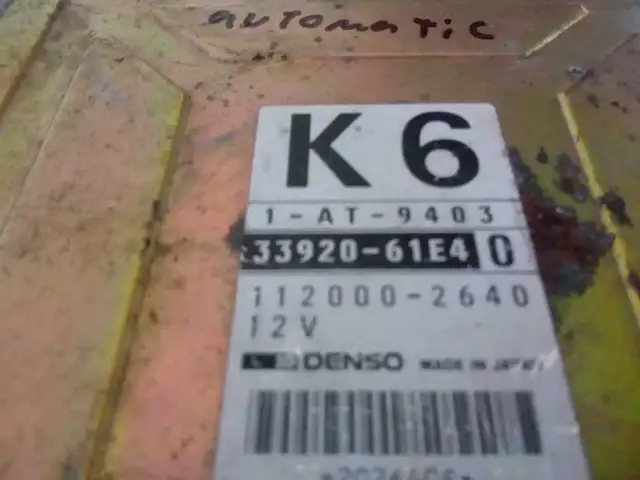 automatic
K6
1-AT-9403
33920-61E4 0
112000-2640
12V
DENSO MADE IN JAPAN